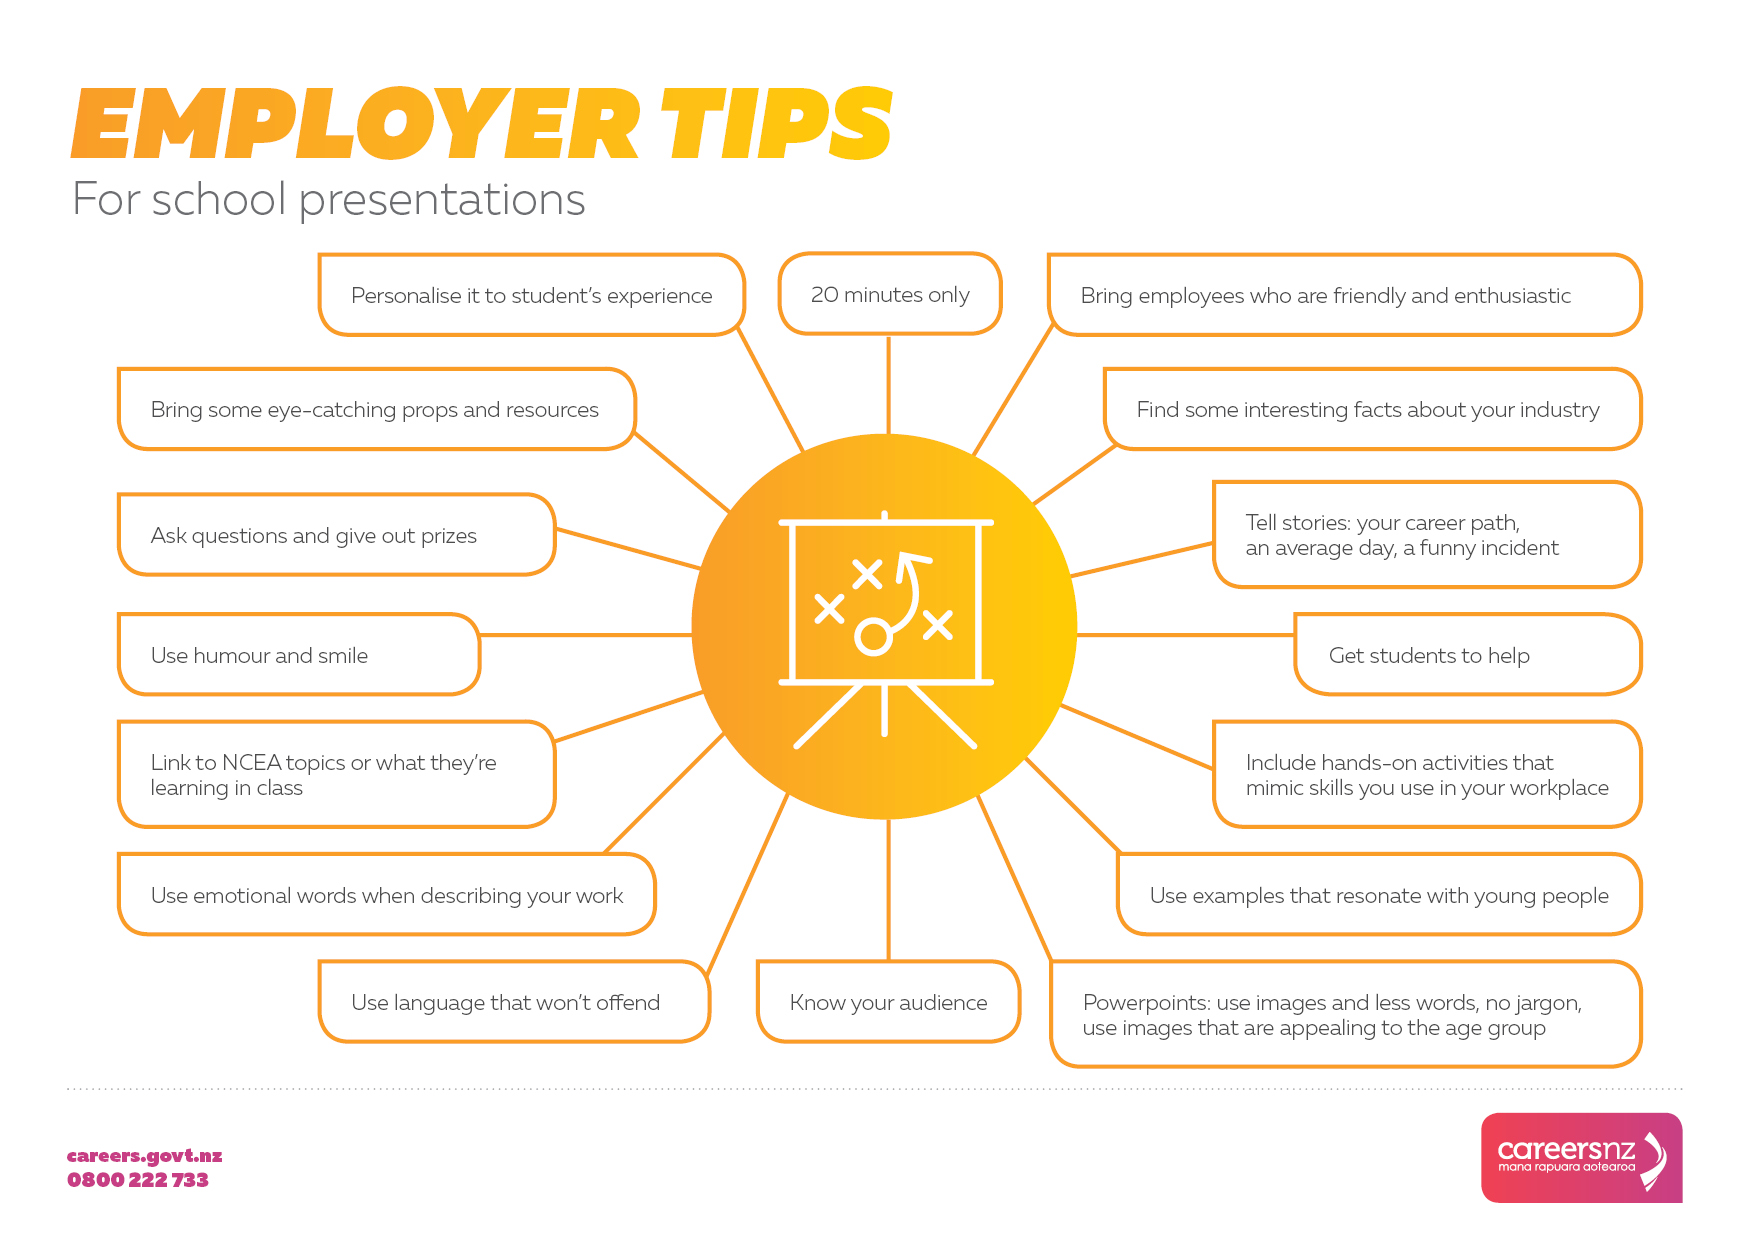 EMPLOYER TIPS
For school presentations
Personalise it to student's experience
20 minutes only
Bring employees who are friendly and enthusiastic
Bring some eye-catching props and resources
Find some interesting facts about your industry
Ask questions and give out prizes
Tell stories: your career path,
an average day, a funny incident
Use humour and smile
Get students to help
Link to NCEA topics or what they're
learning in class
Include hands-on activities that
mimic skills you use in your workplace
Use emotional words when describing your work
Use examples that resonate with young people
Use language that won't offend
Know your audience
Powerpoints: use images and less words, no jargon,
use images that are appealing to the age group
careers.govt.nz
0800 222 733
careersnz
mana rapuara aotearoa